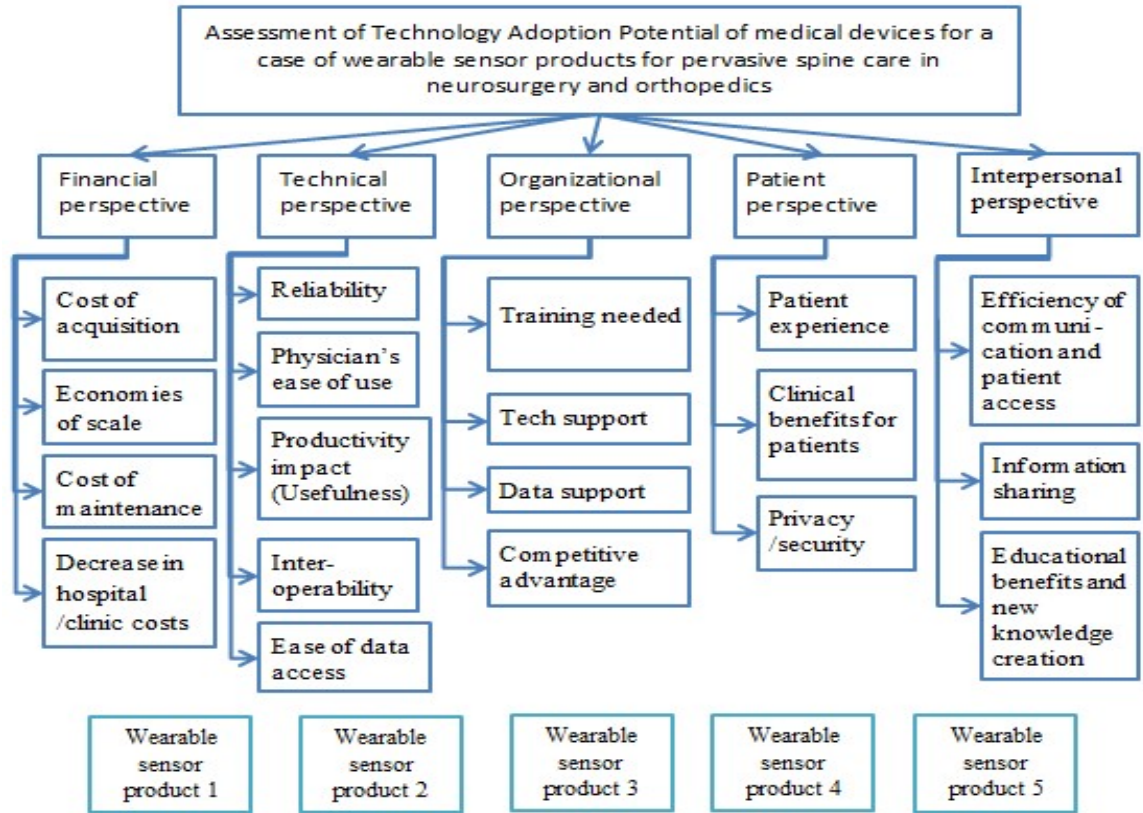 Assessment of Technology Adoption Potential of medical devices for a
case of wearable sensor products for pervasive spine care in
neurosurgery and orthopedics
Financial
perspective
Technical
perspective
Organizational
perspective
Patient
perspective
Interpersonal
perspective
Cost of
acquisition
Economies
of scale
Cost of
maintenance
Decrease in
hospital
/clinic costs
Reliability
Physician's
ease of use
Productivity
impact
(Usefulness)
Inter-
operability
Ease of data
access
Training needed
Tech support
Data support
Competitive
advantage
Patient
experience
Clinical
benefits for
patients
Privacy
/security
Efficiency of
communi-
cation and
patient
access
Information
sharing
Educational
benefits and
new
knowledge
creation
Wearable
sensor
product 1
Wearable
sensor
product 2
Wearable
sensor
product 3
Wearable
sensor
product 4
Wearable
sensor
product 5